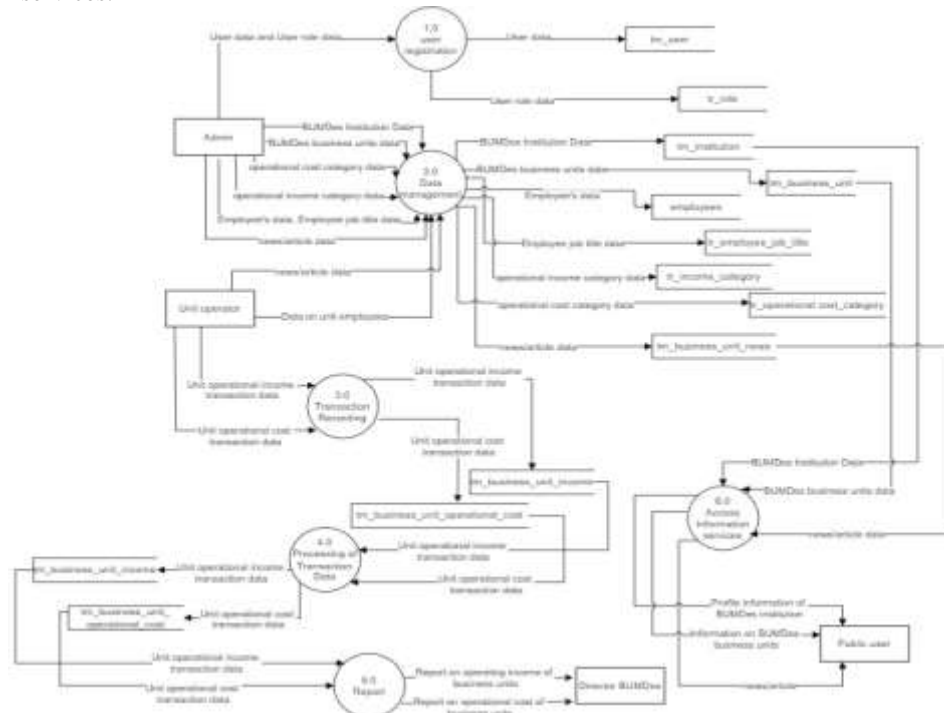 1.0
user
registration
User data and User role data
User data
tm_user
User role data
tr_role
Admin
BUMDes Institution Data
BUMDes business units data
operational cost category data
operational income category data
Employee's data, Employee job title data
news/article data
Data
management
BUMDes Institution Data
tm_institution
BUMDes business units data
tm_business_unit
Employee's data
employees
Employee job title data
tr_employee_job_title
operational income category data
tr_income_category
operational cost category data
tr_operational cost_category
news/article data
tm_business_unit_news
news/article data
Unit operator
Data on unit employees
Unit operational income
transaction data
Unit operational cost
transaction data
3.0
Transaction
Recording
Unit operational income
transaction data
Unit operational cost
transaction data
tm_business_unit_income
tm_business_unit_operational_cost
4.0
Processing of
Transaction
Data
Unit operational income
transaction data
Unit operational cost
transaction data
Unit operational income
transaction data
tm_business_unit_income
Unit operational cost
transaction data
tm_business_unit_
operational_cost
Unit operational income
transaction data
Unit operational cost
transaction data
Report
Report on operating income of
business units
Report on operational cost of
business units
Director BUMDes
BUMDes Institution Data
BUMDes business units data
news/article data
6.0
Access
information
services
Profile information of
BUMDes institution
Information on BUMDes
business units
news/article
Public user